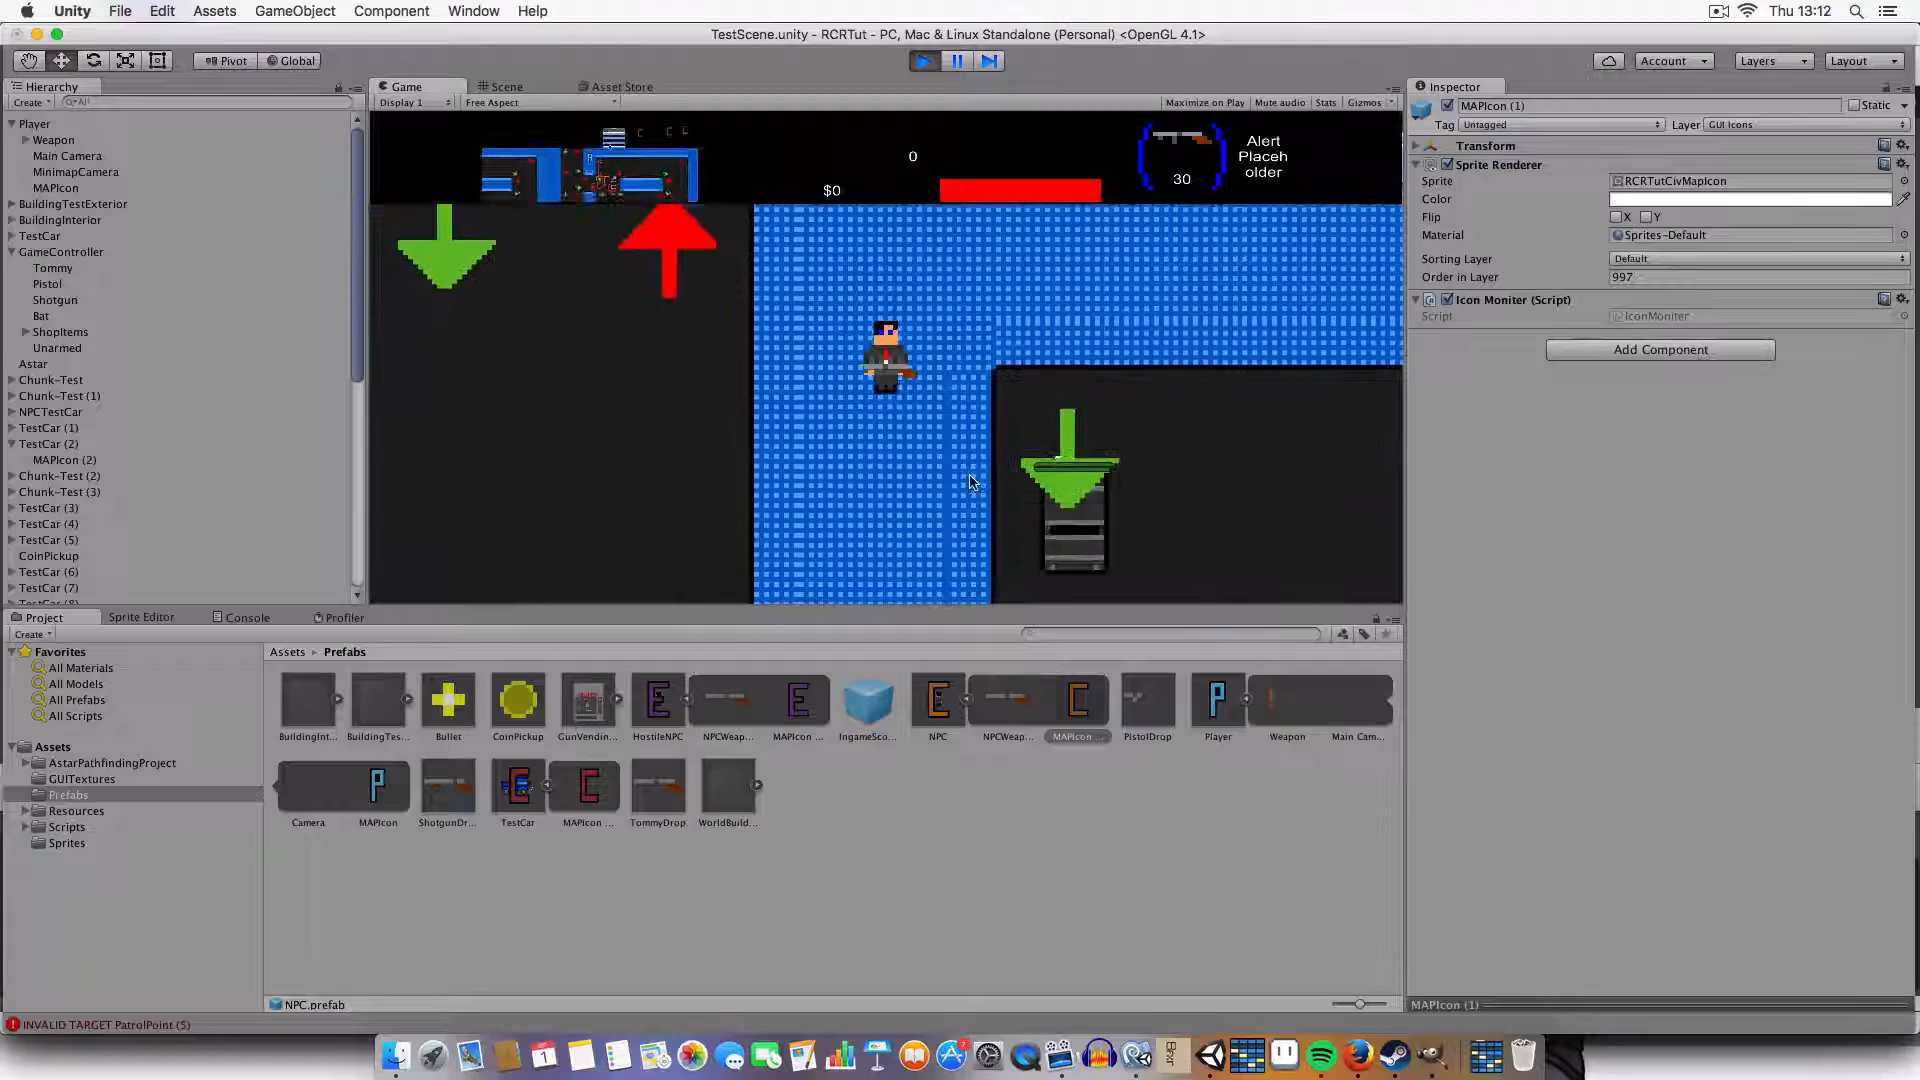 Unity File Edit Assets GameObject Component Window Help
Thu 13:12
TestScene.unity - RCRTut - PC, Mac & Linux Standalone (Personal) <OpenGL 4.1>
Pivot Global
Account Layers Layout
Hierarchy
Create All
Player
Weapon
Main Camera
MinimapCamera
MAPIcon
BuildingTestExterior
BuildingInterior
TestCar
GameController
Tommy
Pistol
Shotgun
Bat
ShopItems
Unarmed
Astar
Chunk-Test
Chunk-Test (1)
NPCTestCar
TestCar (1)
TestCar (2)
MAPIcon (2)
Chunk-Test (2)
Chunk-Test (3)
TestCar (3)
TestCar (4)
TestCar (5)
CoinPickup
TestCar (6)
TestCar (7)
TestCar (8)
Game Scene Asset Store
Display 1 Free Aspect
Maximize on Play Mute audio Stats Gizmos
0
$0
30
Alert
Placeh
older
Inspector
MAPIcon (1) Static
Tag Untagged Layer GUI Icons
Transform
Sprite Renderer
Sprite RCRTutCivMapIcon
Color
Flip X Y
Material Sprites-Default
Sorting Layer Default
Order in Layer 997
Icon Moniter (Script)
Script IconMoniter
Add Component
Project Sprite Editor Console Profiler
Create
Favorites
All Materials
All Models
All Prefabs
All Scripts
Assets
AstarPathfindingProject
GUITextures
Prefabs
Resources
Scripts
Sprites
Assets Prefabs
BuildingInt... BuildingTes... Bullet CoinPickup GunVendin... HostileNPC NPCWeap... MAPIcon ... IngameSco... NPC NPCWeap... MAPIcon ... PistolDrop Player Weapon Main Cam...
Camera MAPIcon ShotgunDr... TestCar MAPIcon ... TommyDrop WorldBuild...
NPC.prefab
MAPIcon (1)
INVALID TARGET PatrolPoint (5)